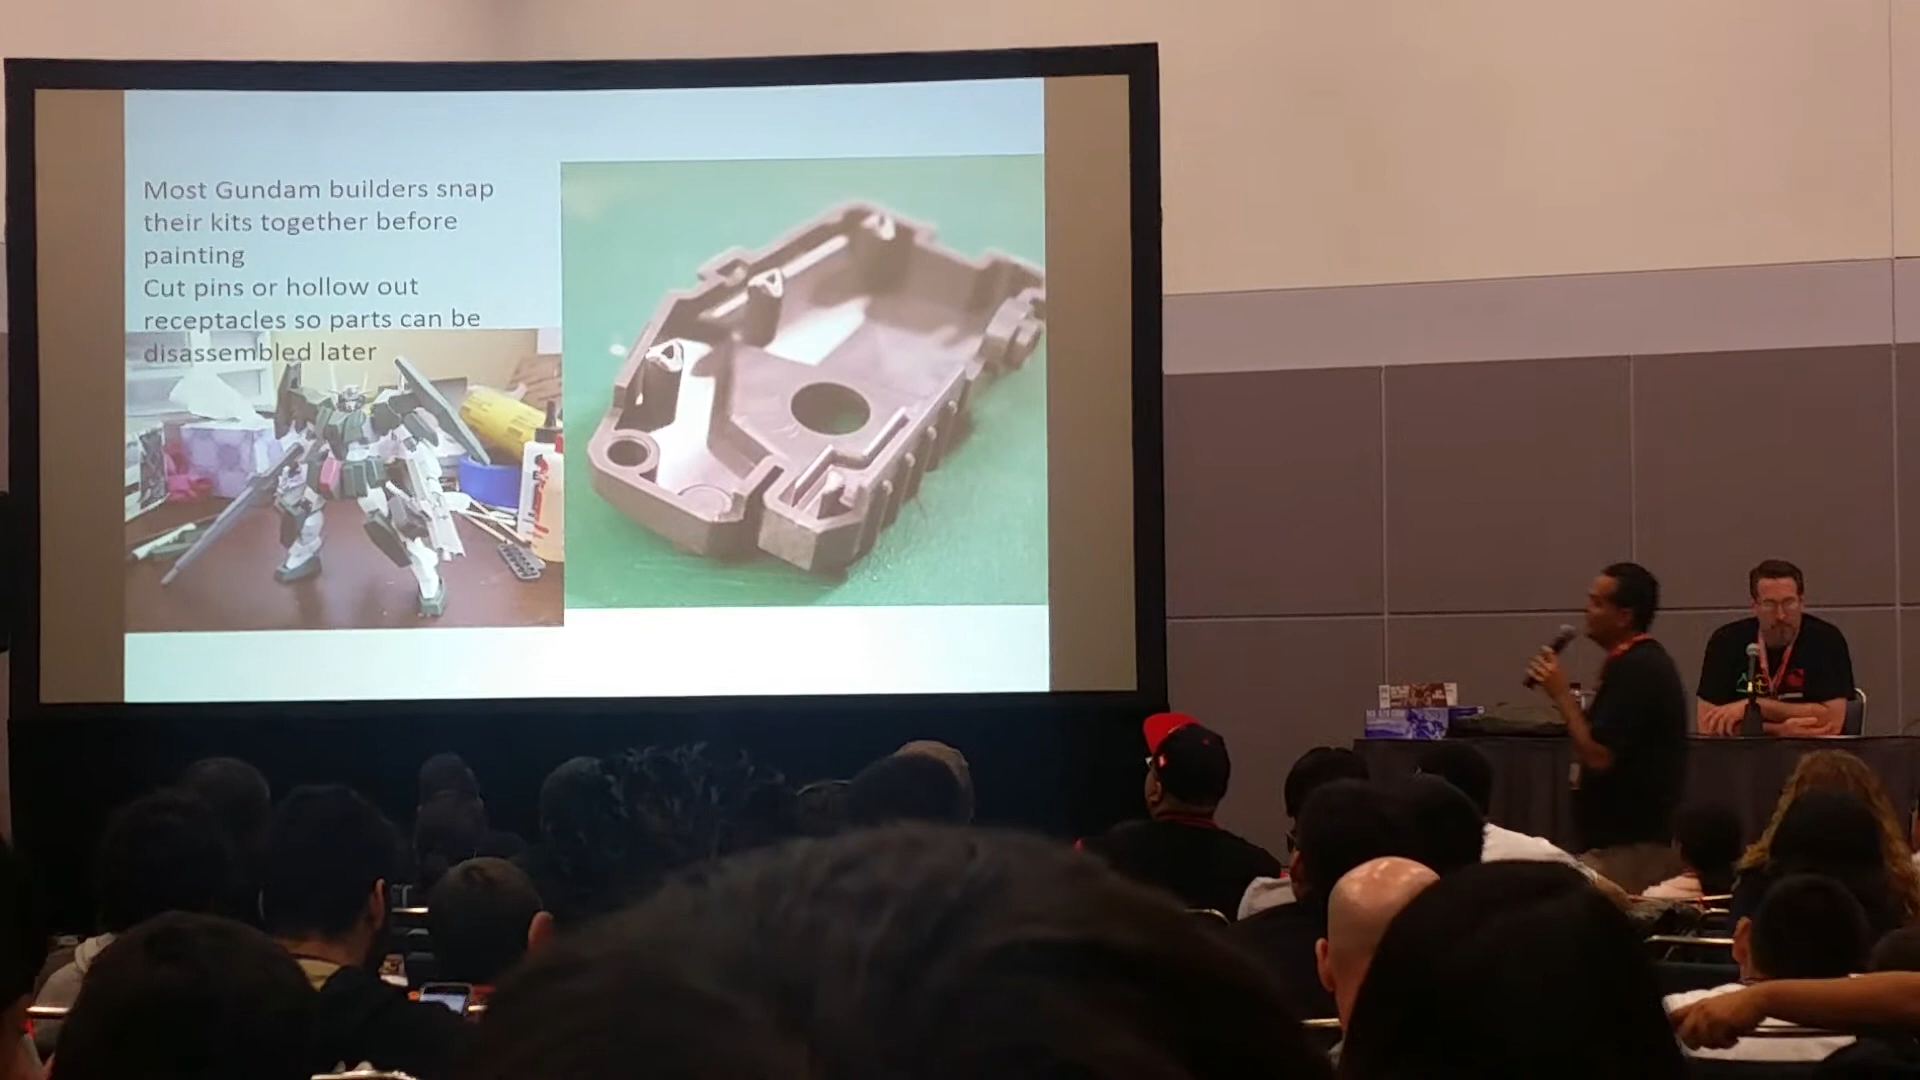 Most Gundam builders snap
their kits together before
painting
Cut pins or hollow out
receptacles so parts can be
disassembled later